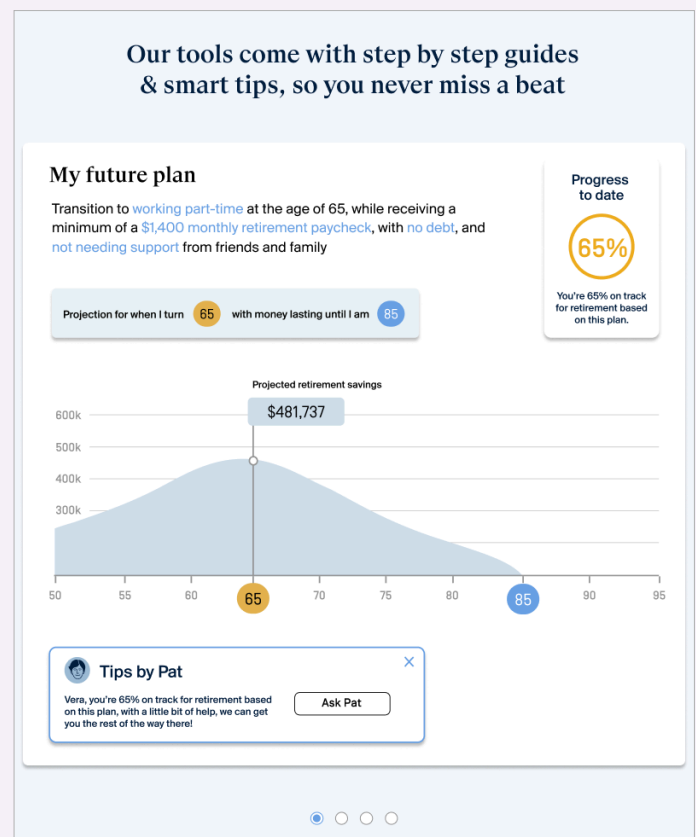 Our tools come with step by step guides
& smart tips, so you never miss a beat
My future plan
Transition to working part-time at the age of 65, while receiving a
minimum of a $1,400 monthly retirement paycheck, with no debt, and
not needing support from friends and family
Progress
to date
65%
You're 65% on track
for retirement based
on this plan.
Projection for when I turn 65 with money lasting until I am 85
Projected retirement savings
$481,737
600k
500k
400k
300k
50 55 60 65 70 75 80 85 90 95
Tips by Pat
Vera, you're 65% on track for retirement based
on this plan, with a little bit of help, we can get
you the rest of the way there!
Ask Pat